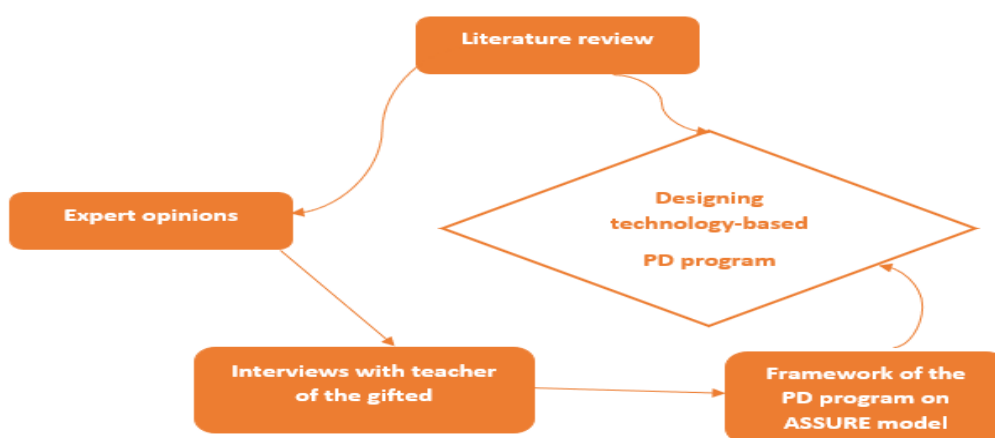 Literature review
Expert opinions
Designing
technology-based
PD program
Interviews with teacher
of the gifted
Framework of the
PD program on
ASSURE model